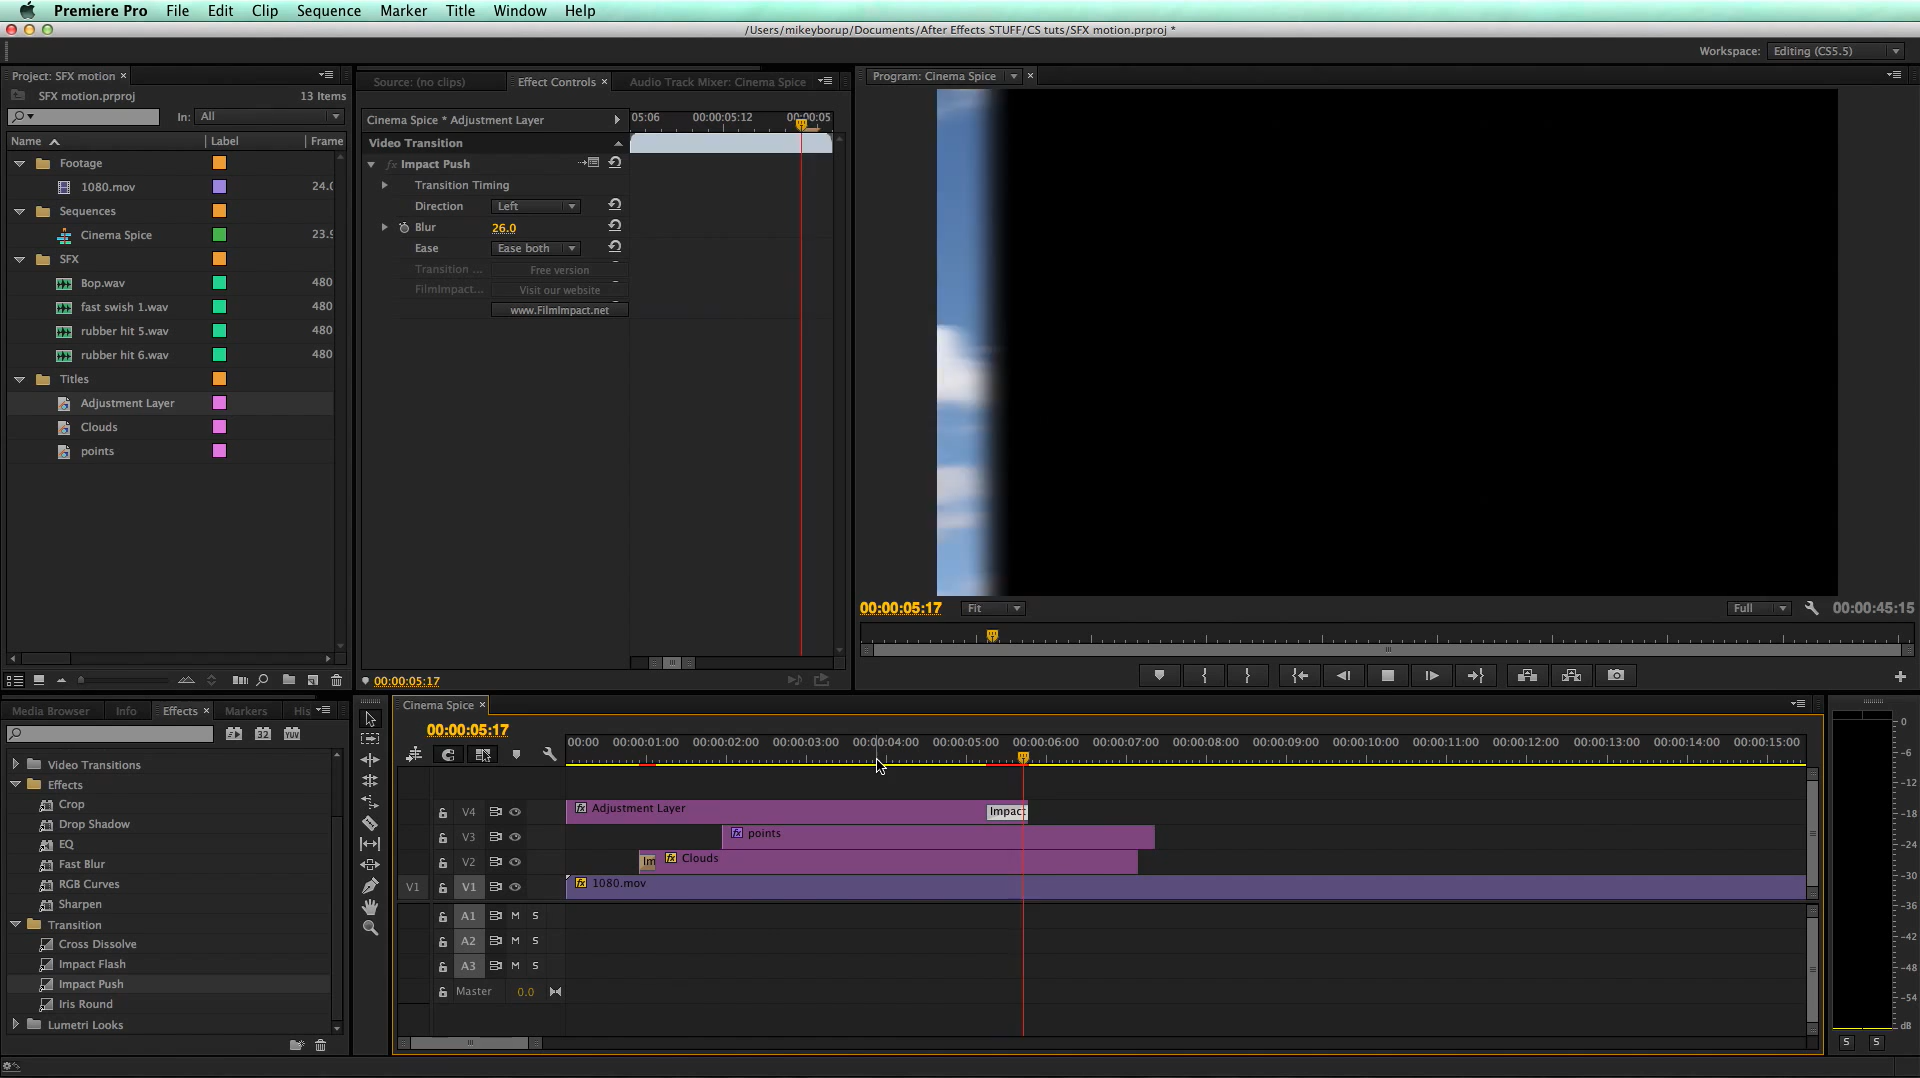 Premiere Pro File Edit Clip Sequence Marker Title Window Help
/Users/mikeyborup/Documents/After Effects STUFF/CS tuts/SFX motion.prproj *
Workspace: Editing (CS5.5)
Project: SFX motion ×
SFX motion.prproj 13 Items
In: All
Name Label Frame
Footage
1080.mov 24.0
Sequences
Cinema Spice 23.9
SFX
Bop.wav 480
fast swish 1.wav 480
rubber hit 5.wav 480
rubber hit 6.wav 480
Titles
Adjustment Layer
Clouds
points
Source: (no clips) Effect Controls × Audio Track Mixer: Cinema Spice
Cinema Spice * Adjustment Layer
05:06 00:00:05:12 00:00:05
Video Transition
fx Impact Push
Transition Timing
Direction Left
Blur 26.0
Ease Ease both
Transition ... Free version
FilmImpact... Visit our website
www.FilmImpact.net
00:00:05:17
Program: Cinema Spice ×
00:00:05:17 Fit Full 00:00:45:15
Media Browser Info Effects × Markers His
32 YUV
Video Transitions
Effects
Crop
Drop Shadow
EQ
Fast Blur
RGB Curves
Sharpen
Transition
Cross Dissolve
Impact Flash
Impact Push
Iris Round
Lumetri Looks
Cinema Spice ×
00:00:05:17
00:00 00:00:01:00 00:00:02:00 00:00:03:00 00:00:04:00 00:00:05:00 00:00:06:00 00:00:07:00 00:00:08:00 00:00:09:00 00:00:10:00 00:00:11:00 00:00:12:00 00:00:13:00 00:00:14:00 00:00:15:00
V4 fx Adjustment Layer Impact
V3 fx points
V2 Im fx Clouds
V1 V1 fx 1080.mov
A1 M S
A2 M S
A3 M S
Master 0.0
0
-6
-12
-18
-24
-30
-36
-42
-48
-54
dB
S S